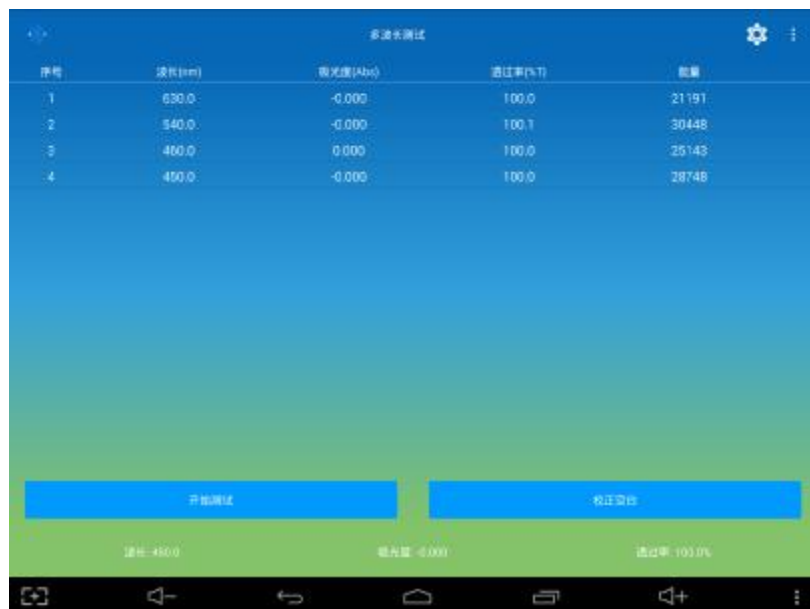 多波长测试
序号 波长(nm) 吸光度(Abs) 透过率(%T) 能量
1 630.0 -0.000 100.0 21191
2 540.0 -0.000 100.1 30448
3 460.0 0.000 100.0 25143
4 450.0 -0.000 100.0 28748
开始测试 校正空白
波长: 450.0 吸光度: -0.000 透过率: 100.0%